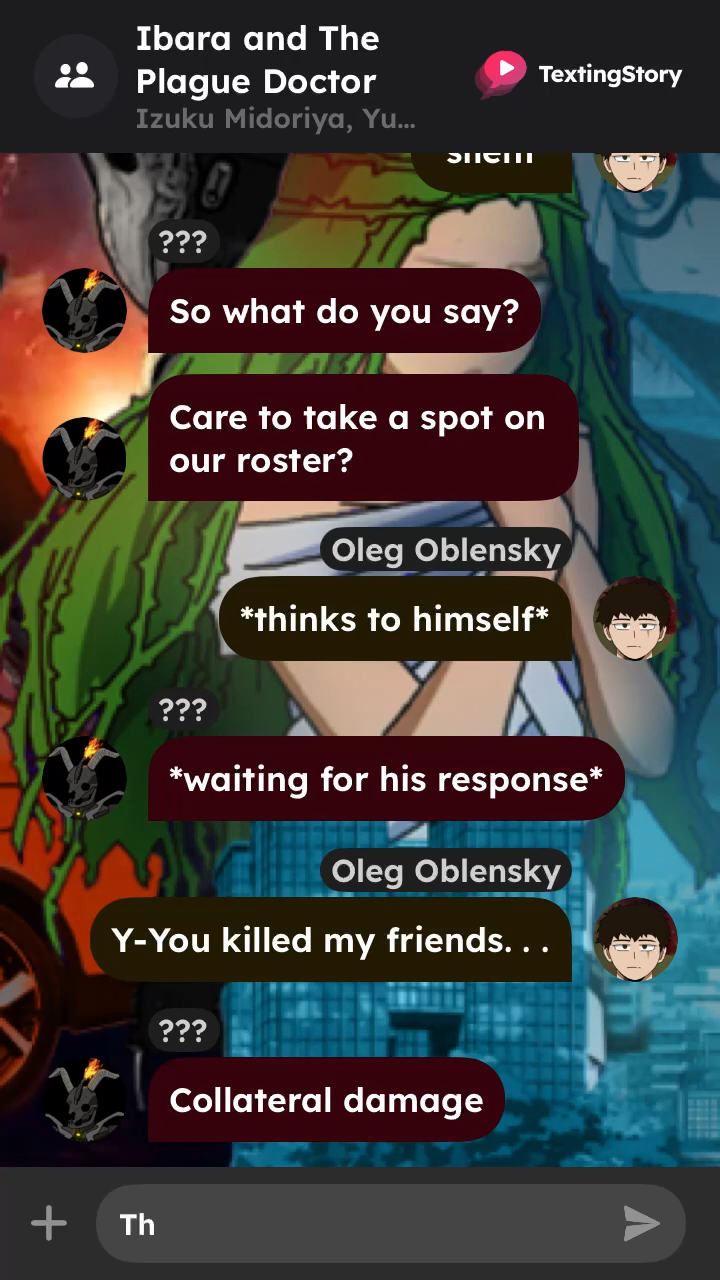 Ibara and The
Plague Doctor
Izuku Midoriya, Yu...
TextingStory
???
So what do you say?
Care to take a spot on
our roster?
Oleg Oblensky
*thinks to himself*
???
*waiting for his response*
Oleg Oblensky
Y-You killed my friends. . .
???
Collateral damage
Th